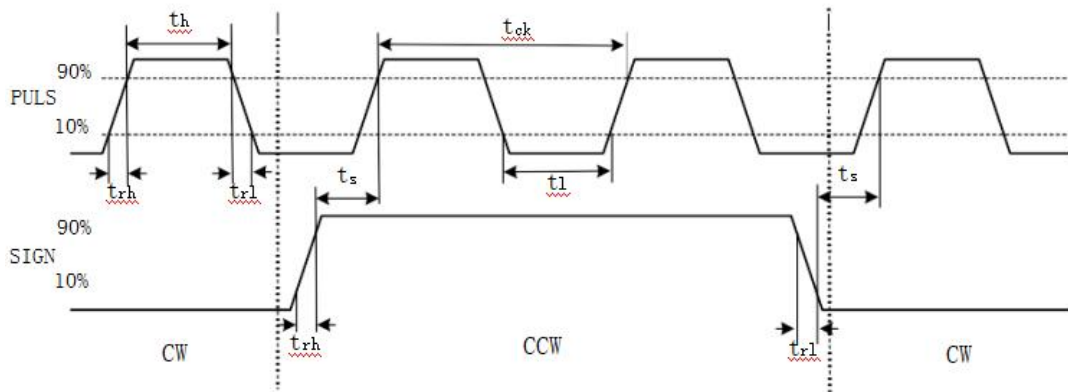 th
tck
90%
PULS
10%
trh
trl
ts
tl
ts
90%
SIGN
10%
trh
trl
CW
CCW
CW